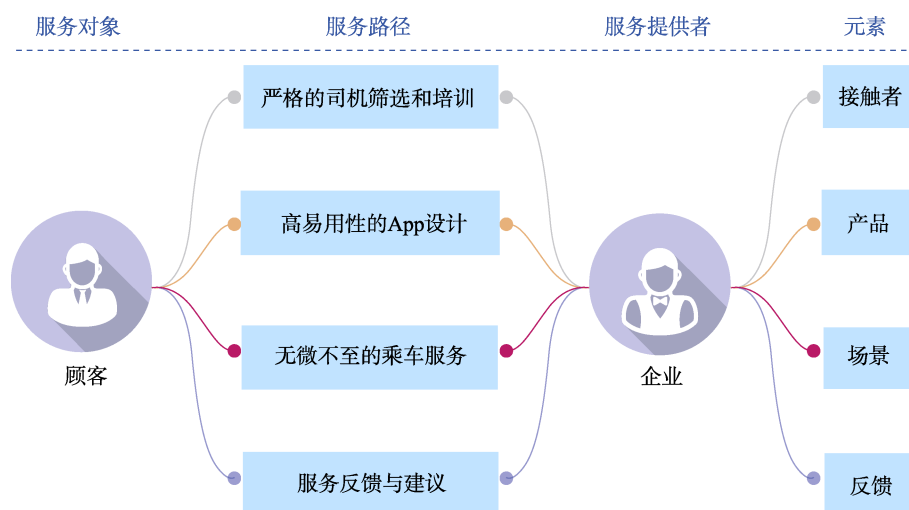 服务对象 服务路径 服务提供者 元素
严格的司机筛选和培训 接触者
高易用性的App设计 产品
无微不至的乘车服务 场景
顾客 企业
服务反馈与建议 反馈